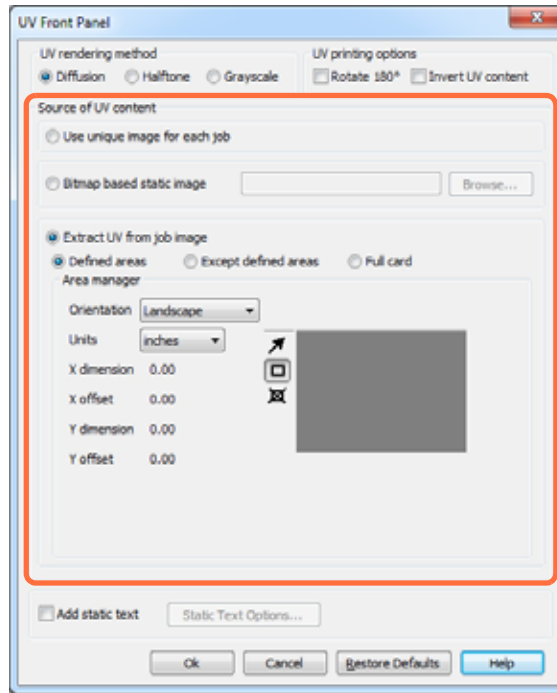 UV Front Panel
UV rendering method
Diffusion Halftone Grayscale
UV printing options
Rotate 180° Invert UV content
Source of UV content
Use unique image for each job
Bitmap based static image Browse...
Extract UV from job image
Defined areas Except defined areas Full card
Area manager
Orientation Landscape
Units inches
X dimension 0.00
X offset 0.00
Y dimension 0.00
Y offset 0.00
Add static text Static Text Options...
Ok Cancel Restore Defaults Help